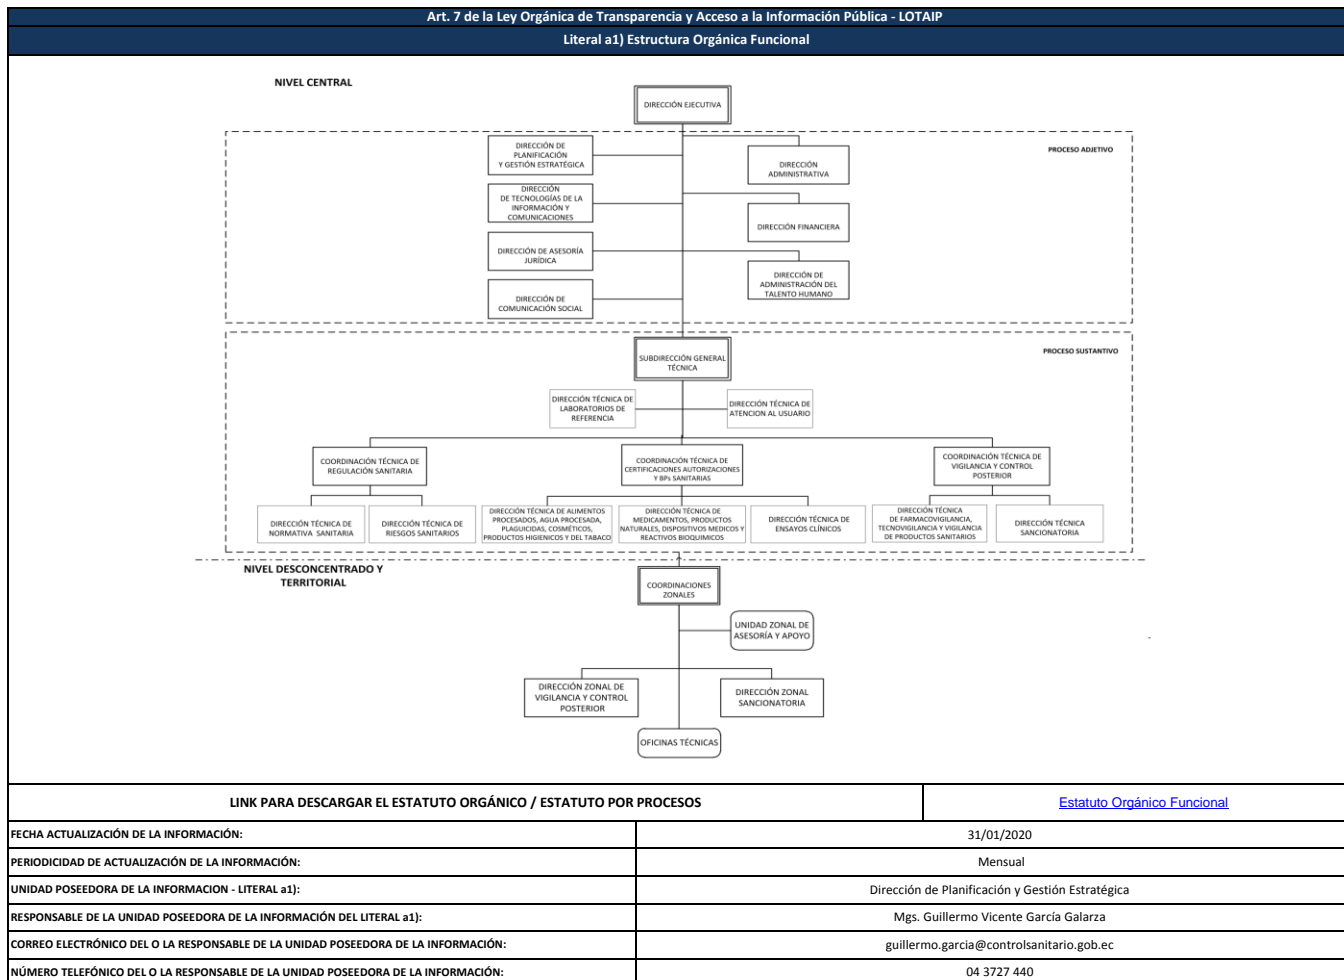 Art. 7 de la Ley Orgánica de Transparencia y Acceso a la Información Pública - LOTAIP
Literal a1) Estructura Orgánica Funcional
NIVEL CENTRAL
DIRECCIÓN EJECUTIVA
PROCESO ADJETIVO
DIRECCIÓN DE
PLANIFICACIÓN
Y GESTIÓN ESTRATÉGICA
DIRECCIÓN
ADMINISTRATIVA
DIRECCIÓN
DE TECNOLOGÍAS DE LA
INFORMACIÓN Y
COMUNICACIONES
DIRECCIÓN FINANCIERA
DIRECCIÓN DE ASESORÍA
JURÍDICA
DIRECCIÓN DE
ADMINISTRACIÓN DEL
TALENTO HUMANO
DIRECCIÓN DE
COMUNICACIÓN SOCIAL
PROCESO SUSTANTIVO
SUBDIRECCIÓN GENERAL
TÉCNICA
DIRECCIÓN TÉCNICA DE
LABORATORIOS DE
REFERENCIA
DIRECCIÓN TÉCNICA DE
ATENCION AL USUARIO
COORDINACIÓN TÉCNICA DE
REGULACIÓN SANITARIA
COORDINACIÓN TÉCNICA DE
CERTIFICACIONES AUTORIZACIONES
Y BPs SANITARIAS
COORDINACIÓN TÉCNICA DE
VIGILANCIA Y CONTROL
POSTERIOR
DIRECCIÓN TÉCNICA DE
NORMATIVA SANITARIA
DIRECCIÓN TÉCNICA DE
RIESGOS SANITARIOS
DIRECCIÓN TÉCNICA DE ALIMENTOS
PROCESADOS, AGUA PROCESADA,
PLAGUICIDAS, COSMÉTICOS,
PRODUCTOS HIGIENICOS Y DEL TABACO
DIRECCIÓN TÉCNICA DE
MEDICAMENTOS, PRODUCTOS
NATURALES, DISPOSITIVOS MEDICOS Y
REACTIVOS BIOQUIMICOS
DIRECCIÓN TÉCNICA DE
ENSAYOS CLÍNICOS
DIRECCIÓN TÉCNICA
DE FARMACOVIGILANCIA,
TECNOVIGILANCIA Y VIGILANCIA
DE PRODUCTOS SANITARIOS
DIRECCIÓN TÉCNICA
SANCIONATORIA
NIVEL DESCONCENTRADO Y
TERRITORIAL
COORDINACIONES
ZONALES
UNIDAD ZONAL DE
ASESORÍA Y APOYO
DIRECCIÓN ZONAL DE
VIGILANCIA Y CONTROL
POSTERIOR
DIRECCIÓN ZONAL
SANCIONATORIA
OFICINAS TÉCNICAS
LINK PARA DESCARGAR EL ESTATUTO ORGÁNICO / ESTATUTO POR PROCESOS
Estatuto Orgánico Funcional
FECHA ACTUALIZACIÓN DE LA INFORMACIÓN:
31/01/2020
PERIODICIDAD DE ACTUALIZACIÓN DE LA INFORMACIÓN:
Mensual
UNIDAD POSEEDORA DE LA INFORMACION - LITERAL a1):
Dirección de Planificación y Gestión Estratégica
RESPONSABLE DE LA UNIDAD POSEEDORA DE LA INFORMACIÓN DEL LITERAL a1):
Mgs. Guillermo Vicente García Galarza
CORREO ELECTRÓNICO DEL O LA RESPONSABLE DE LA UNIDAD POSEEDORA DE LA INFORMACIÓN:
guillermo.garcia@controlsanitario.gob.ec
NÚMERO TELEFÓNICO DEL O LA RESPONSABLE DE LA UNIDAD POSEEDORA DE LA INFORMACIÓN:
04 3727 440